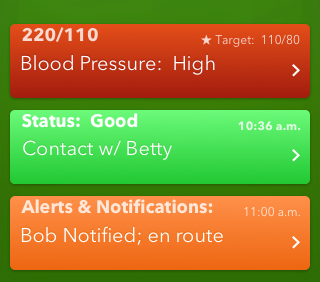 220/110
★ Target: 110/80
Blood Pressure: High
Status: Good
10:36 a.m.
Contact w/ Betty
Alerts & Notifications:
11:00 a.m.
Bob Notified; en route